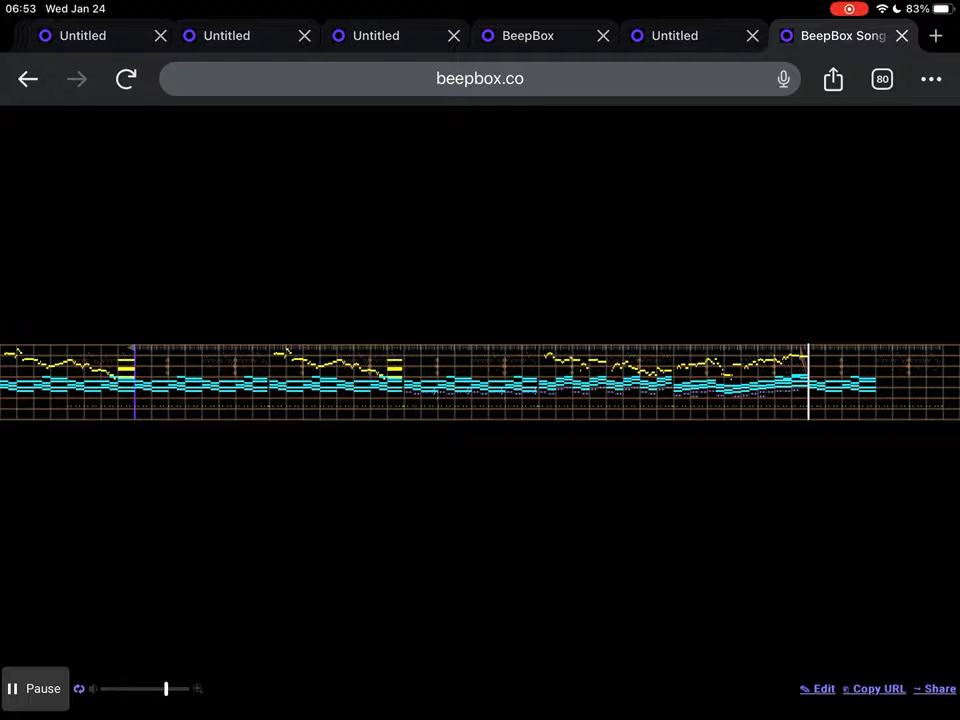 06:53 Wed Jan 24 83%
Untitled Untitled Untitled BeepBox Untitled BeepBox Song
beepbox.co 80
Pause Edit Copy URL Share